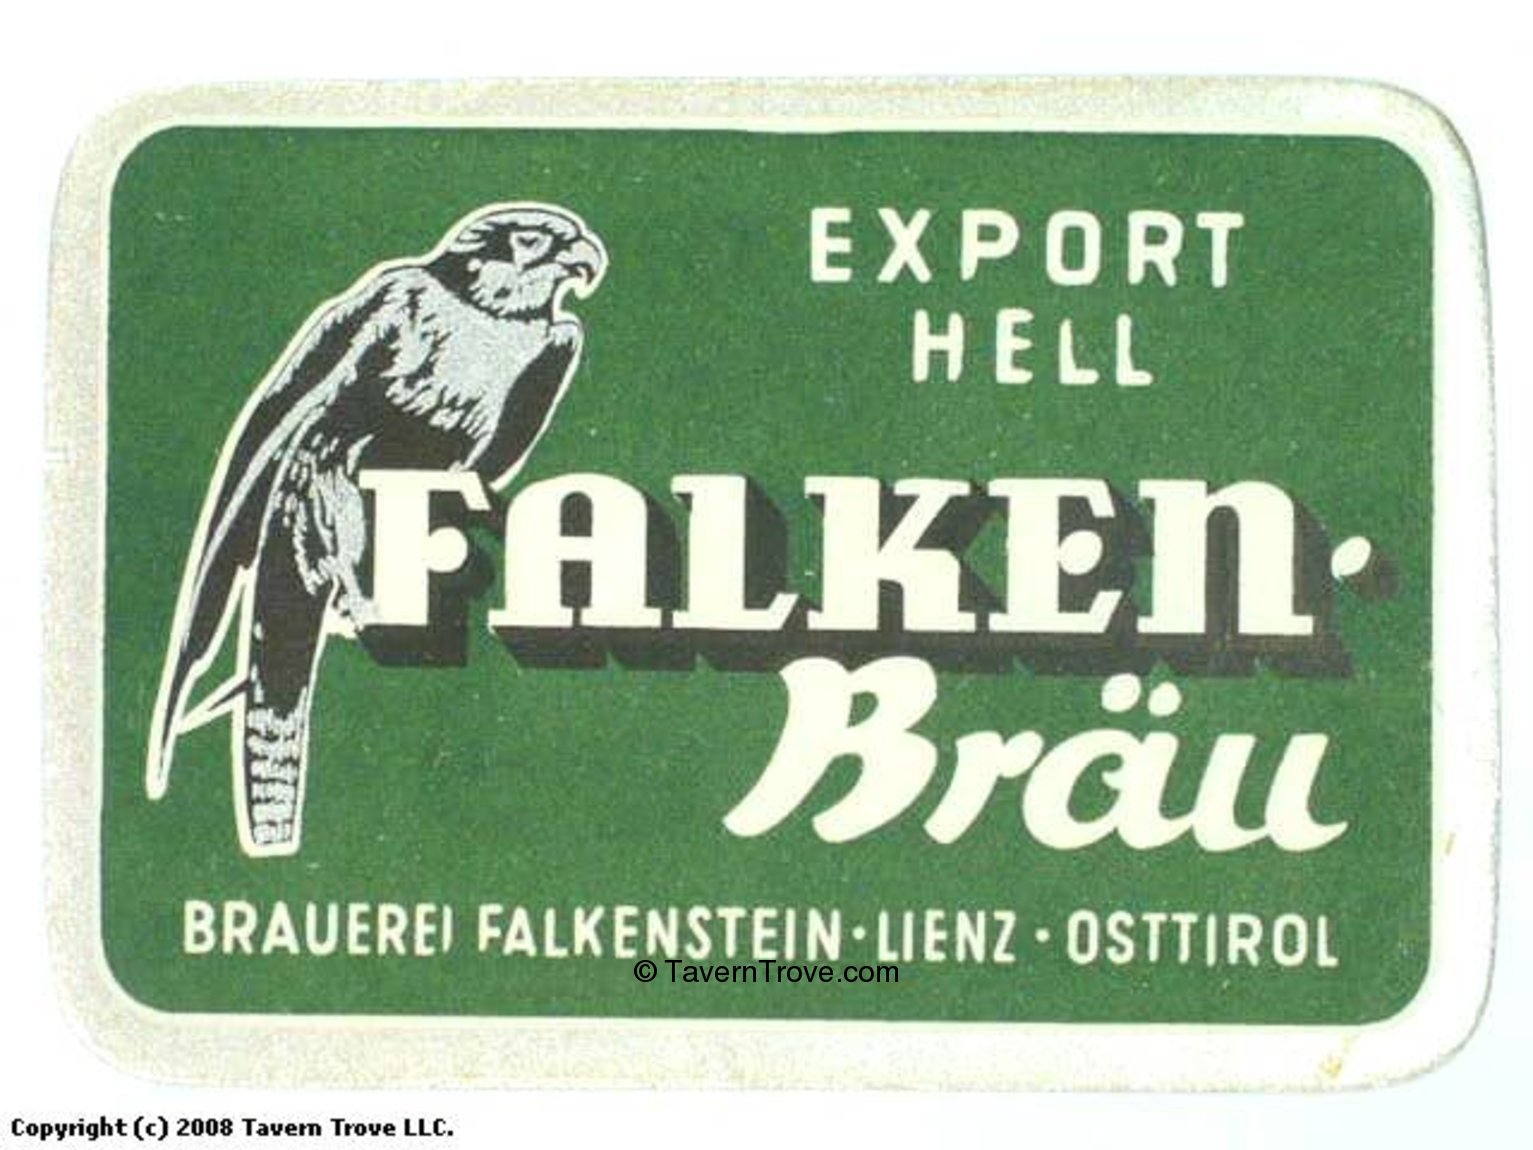 EXPORT
HELL
FALKEN·
Bräu
BRAUEREI FALKENSTEIN·LIENZ·OSTTIROL
© TavernTrove.com
Copyright (c) 2008 Tavern Trove LLC.